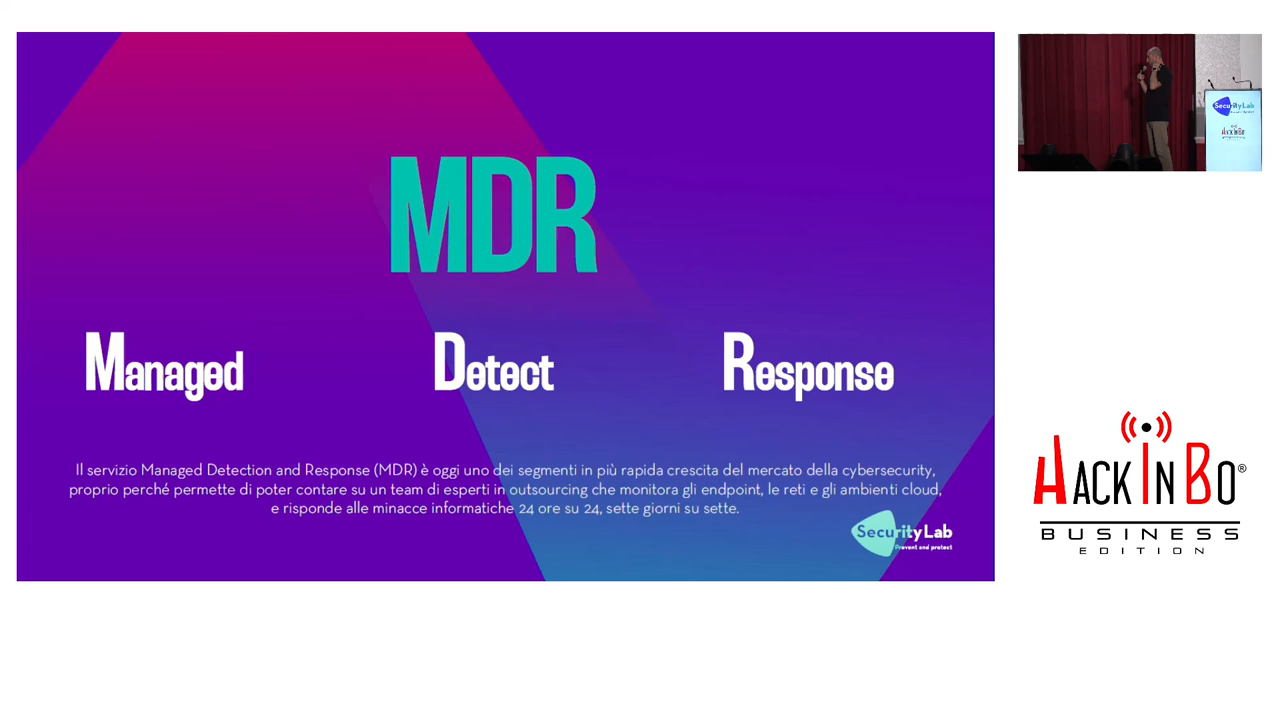 MDR
Managed
Detect
Response
Il servizio Managed Detection and Response (MDR) è oggi uno dei segmenti in più rapida crescita del mercato della cybersecurity,
proprio perché permette di poter contare su un team di esperti in outsourcing che monitora gli endpoint, le reti e gli ambienti cloud,
e risponde alle minacce informatiche 24 ore su 24, sette giorni su sette.
SecurityLab
Prevent and protect
SecurityLab
HackInBo
HACKINBO®
BUSINESS
EDITION